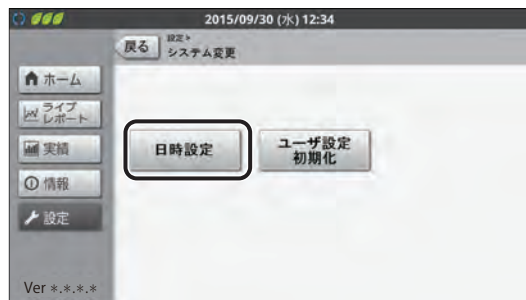 2015/09/30 (水) 12:34
戻る
設定▶
システム変更
ホーム
ライブ
レポート
実績
情報
設定
日時設定
ユーザ設定
初期化
Ver *.*.*.*